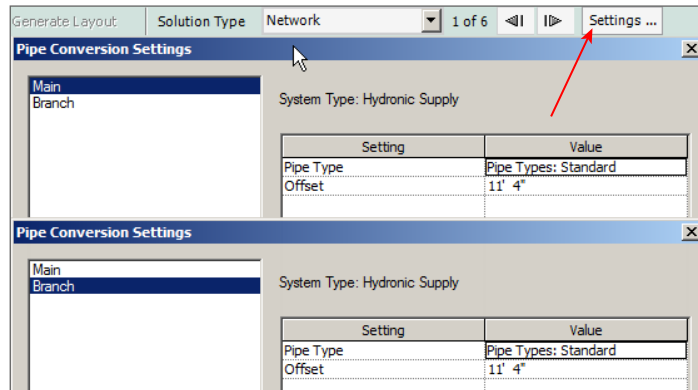 Generate Layout Solution Type Network 1 of 6 Settings ...
Pipe Conversion Settings
Main
Branch
System Type: Hydronic Supply
Setting Value
Pipe Type Pipe Types: Standard
Offset 11' 4"
Pipe Conversion Settings
Main
Branch
System Type: Hydronic Supply
Setting Value
Pipe Type Pipe Types: Standard
Offset 11' 4"